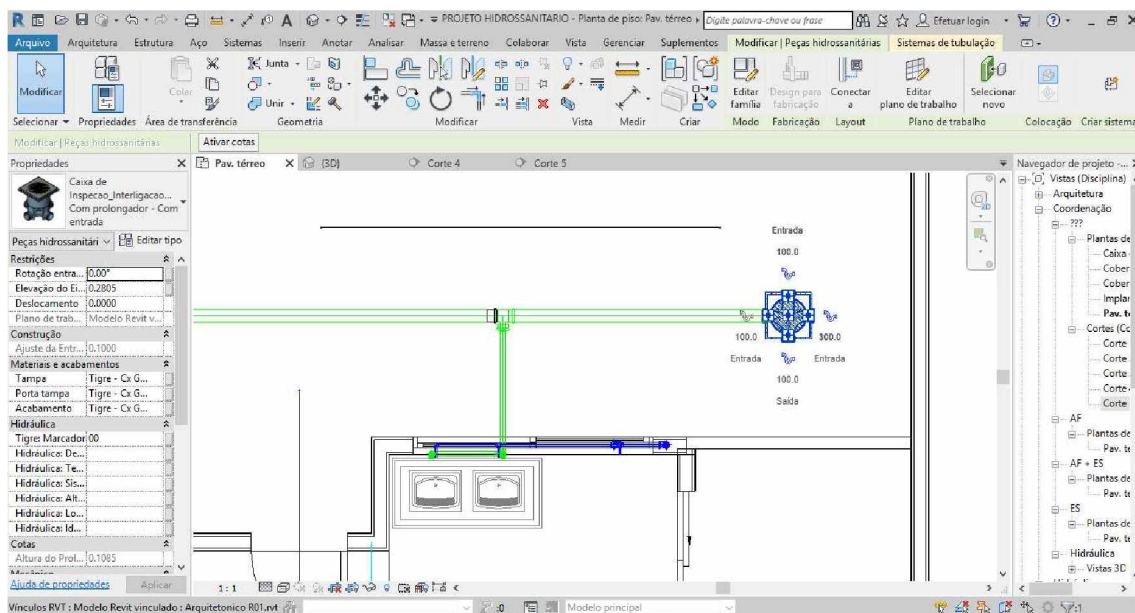 PROJETO HIDROSSANITARIO - Planta de piso: Pav. térreo
Digite palavra-chave ou frase
Efetuar login
Arquivo Arquitetura Estrutura Aço Sistemas Inserir Anotar Analisar Massa e terreno Colaborar Vista Gerenciar Suplementos Modificar | Peças hidrossanitárias Sistemas de tubulação
Modificar Colar Junta Unir Editar família Design para fabricação Conectar a Editar plano de trabalho Selecionar novo
Selecionar Propriedades Área de transferência Geometria Modificar Vista Medir Criar Modo Fabricação Layout Plano de trabalho Colocação Criar sistema
Modificar | Peças hidrossanitárias Ativar cotas
Propriedades
Pav. térreo {3D} Corte 4 Corte 5
Navegador de projeto -...
Caixa de
Inspecao_Interligacao...
Com prolongador - Com
entrada
Peças hidrossanitári Editar tipo
Restrições
Rotação entra... 0.00°
Elevação do Ei... 0.2805
Deslocamento 0.0000
Plano de trab... Modelo Revit v...
Construção
Ajuste da Entr... 0.1000
Materiais e acabamentos
Tampa Tigre - Cx G...
Porta tampa Tigre - Cx G...
Acabamento Tigre - Cx G...
Hidráulica
Tigre: Marcador 00
Hidráulica: De...
Hidráulica: Te...
Hidráulica: Sis...
Hidráulica: Alt...
Hidráulica: Lo...
Hidráulica: Id...
Cotas
Altura do Prol... 0.1085
Ajuda de propriedades Aplicar
Entrada
100.0
100.0 300.0
Entrada Entrada
100.0
Saída
Vistas (Disciplina)
Arquitetura
Coordenação
???
Plantas de
Caixa
Cober
Cober
Implar
Pav. té
Cortes (Cc
Corte
Corte
Corte
Corte
Corte
AF
Plantas de
Pav. té
AF + ES
Plantas de
Pav. té
ES
Plantas de
Pav. té
Hidráulica
Vistas 3D
1 : 1
Vínculos RVT : Modelo Revit vinculado : Arquitetonico R01.rvt
:0
Modelo principal
:1